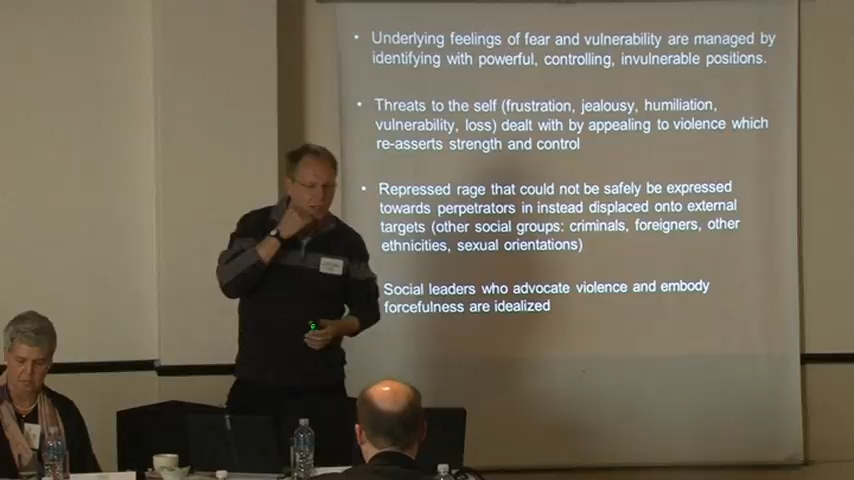 • Underlying feelings of fear and vulnerability are managed by
identifying with powerful, controlling, invulnerable positions.
• Threats to the self (frustration, jealousy, humiliation,
vulnerability, loss) dealt with by appealing to violence which
re-asserts strength and control
• Repressed rage that could not be safely be expressed
towards perpetrators in instead displaced onto external
targets (other social groups: criminals, foreigners, other
ethnicities, sexual orientations)
Social leaders who advocate violence and embody
forcefulness are idealized